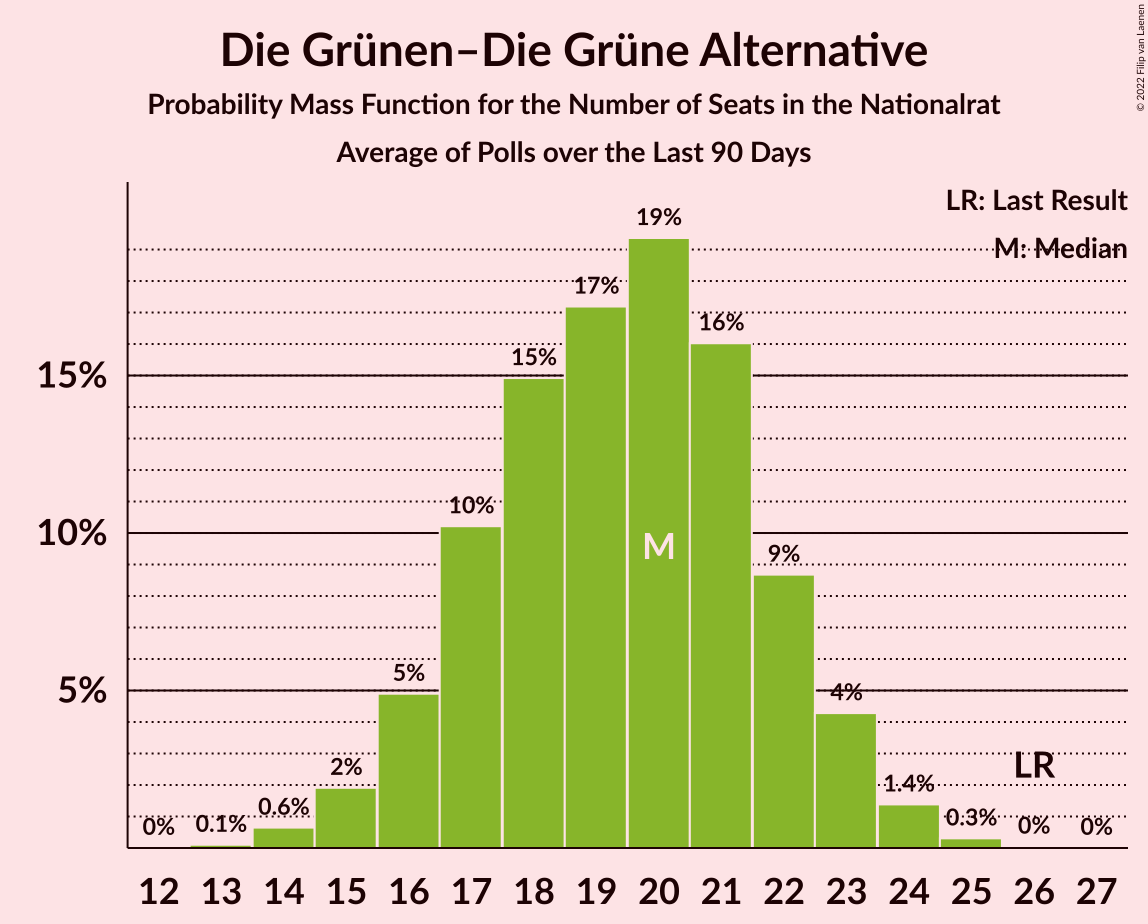 Die Grünen–Die Grüne Alternative
Probability Mass Function for the Number of Seats in the Nationalrat
Average of Polls over the Last 90 Days
© 2022 Filip van Laenen
LR: Last Result
M: Median
19%
17%
16%
15%
15%
10%
10%
M
9%
5%
5%
4%
2%
LR
1.4%
0.6%
0.3%
0%
0.1%
0%
0%
12 13 14 15 16 17 18 19 20 21 22 23 24 25 26 27